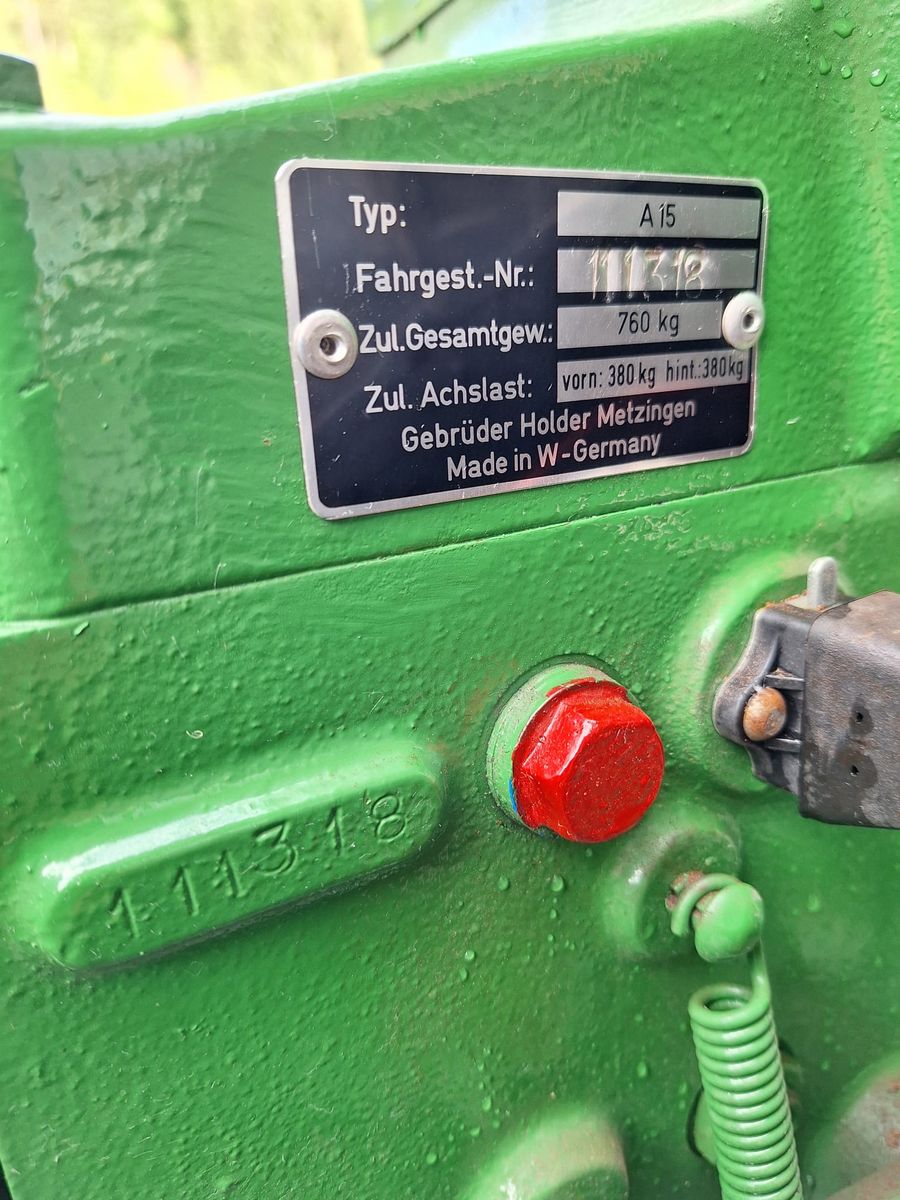 Typ: A 15
Fahrgest.-Nr.: 111318
Zul.Gesamtgew.: 760 kg
Zul. Achslast: vorn: 380 kg hint.: 380 kg
Gebrüder Holder Metzingen
Made in W-Germany
111318